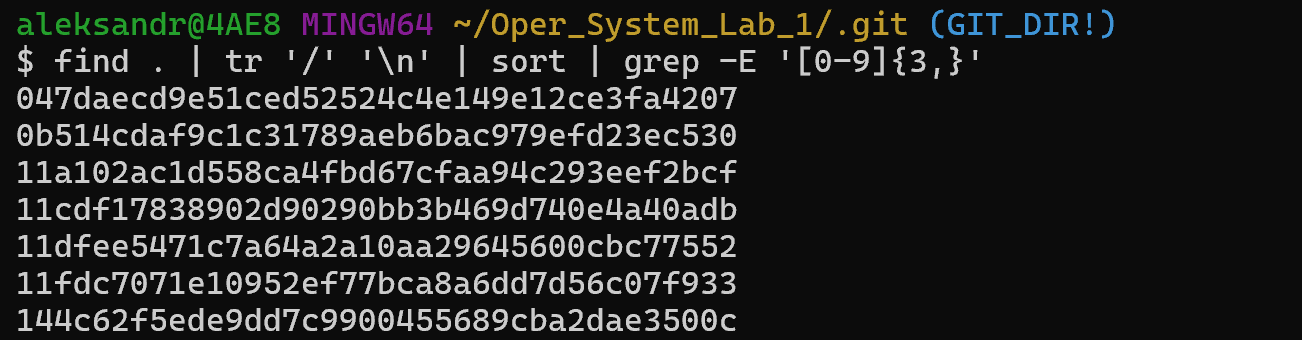 aleksandr@4AE8 MINGW64 ~/Oper_System_Lab_1/.git (GIT_DIR!)
$ find . | tr '/' '\n' | sort | grep -E '[0-9]{3,}'
047daecd9e51ced52524c4e149e12ce3fa4207
0b514cdaf9c1c31789aeb6bac979efd23ec530
11a102ac1d558ca4fbd67cfaa94c293eef2bcf
11cdf17838902d90290bb3b469d740e4a40adb
11dfee5471c7a64a2a10aa29645600cbc77552
11fdc7071e10952ef77bca8a6dd7d56c07f933
144c62f5ede9dd7c9900455689cba2dae3500c